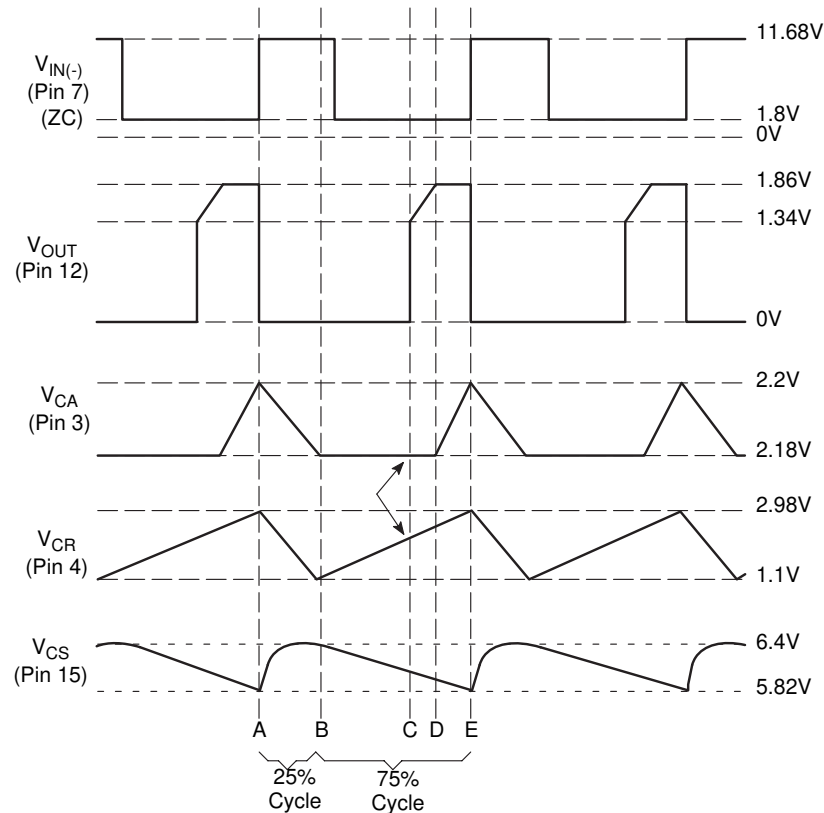 V_IN(-)
(Pin 7)
(ZC)
11.68V
1.8V
0V
V_OUT
(Pin 12)
1.86V
1.34V
0V
V_CA
(Pin 3)
2.2V
2.18V
V_CR
(Pin 4)
2.98V
1.1V
V_CS
(Pin 15)
6.4V
5.82V
A B C D E
25% 75%
Cycle Cycle